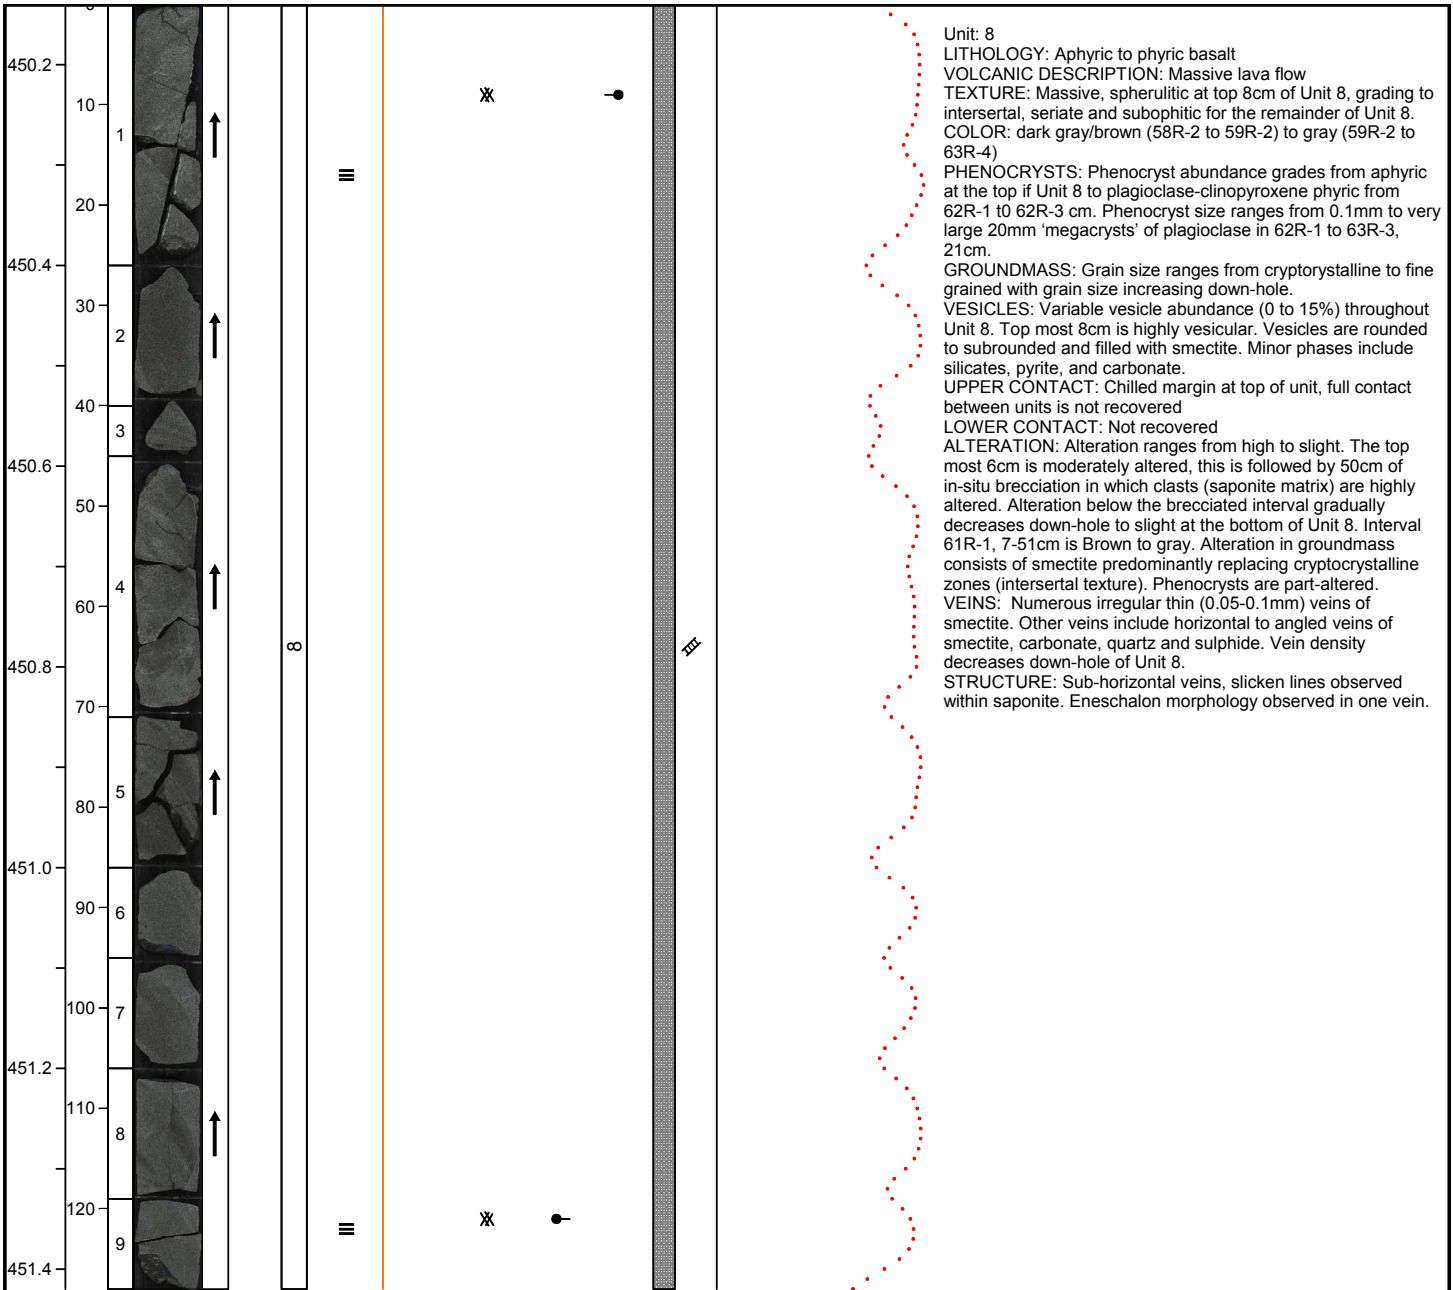 0
450.2
450.4
450.6
450.8
451.0
451.2
451.4
10
20
30
40
50
60
70
80
90
100
110
120
1
2
3
4
5
6
7
8
9
8
Unit: 8
LITHOLOGY: Aphyric to phyric basalt
VOLCANIC DESCRIPTION: Massive lava flow
TEXTURE: Massive, spherulitic at top 8cm of Unit 8, grading to
intersertal, seriate and subophitic for the remainder of Unit 8.
COLOR: dark gray/brown (58R-2 to 59R-2) to gray (59R-2 to
63R-4)
PHENOCRYSTS: Phenocryst abundance grades from aphyric
at the top if Unit 8 to plagioclase-clinopyroxene phyric from
62R-1 t0 62R-3 cm. Phenocryst size ranges from 0.1mm to very
large 20mm ‘megacrysts’ of plagioclase in 62R-1 to 63R-3,
21cm.
GROUNDMASS: Grain size ranges from cryptorystalline to fine
grained with grain size increasing down-hole.
VESICLES: Variable vesicle abundance (0 to 15%) throughout
Unit 8. Top most 8cm is highly vesicular. Vesicles are rounded
to subrounded and filled with smectite. Minor phases include
silicates, pyrite, and carbonate.
UPPER CONTACT: Chilled margin at top of unit, full contact
between units is not recovered
LOWER CONTACT: Not recovered
ALTERATION: Alteration ranges from high to slight. The top
most 6cm is moderately altered, this is followed by 50cm of
in-situ brecciation in which clasts (saponite matrix) are highly
altered. Alteration below the brecciated interval gradually
decreases down-hole to slight at the bottom of Unit 8. Interval
61R-1, 7-51cm is Brown to gray. Alteration in groundmass
consists of smectite predominantly replacing cryptocrystalline
zones (intersertal texture). Phenocrysts are part-altered.
VEINS: Numerous irregular thin (0.05-0.1mm) veins of
smectite. Other veins include horizontal to angled veins of
smectite, carbonate, quartz and sulphide. Vein density
decreases down-hole of Unit 8.
STRUCTURE: Sub-horizontal veins, slicken lines observed
within saponite. Eneschalon morphology observed in one vein.